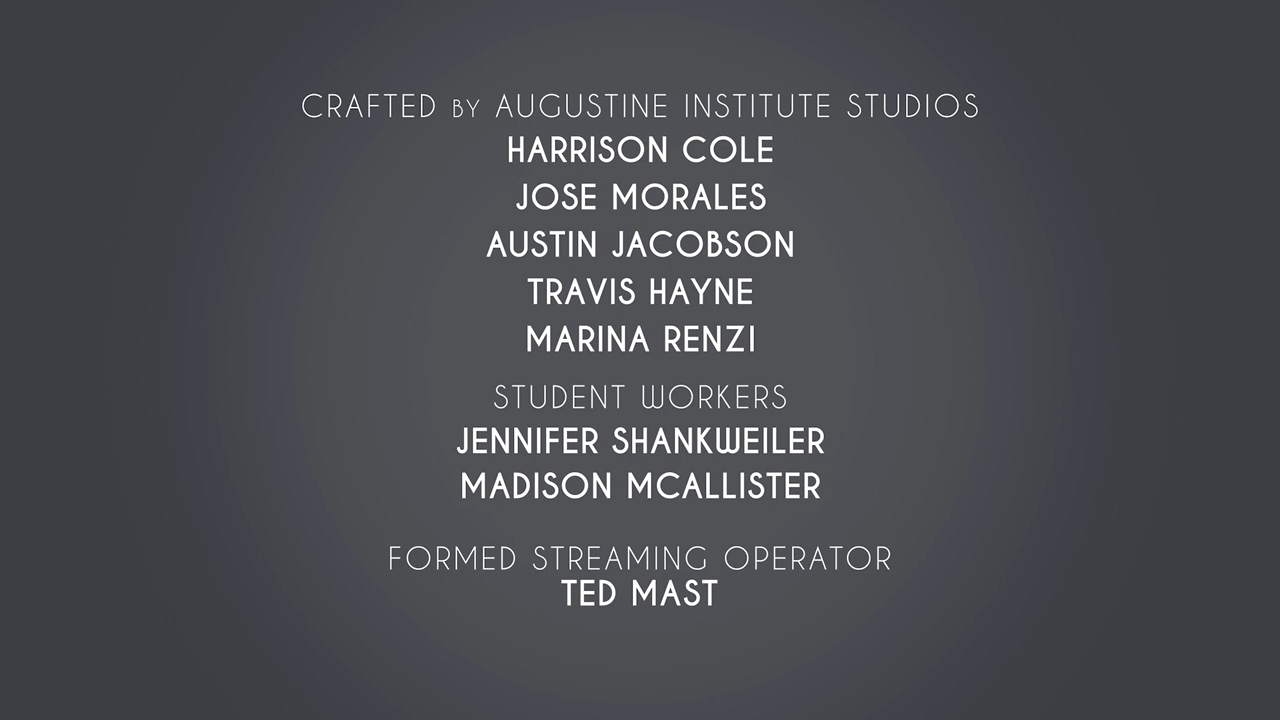 CRAFTED BY AUGUSTINE INSTITUTE STUDIOS
HARRISON COLE
JOSE MORALES
AUSTIN JACOBSON
TRAVIS HAYNE
MARINA RENZI
STUDENT WORKERS
JENNIFER SHANKWEILER
MADISON MCALLISTER
FORMED STREAMING OPERATOR
TED MAST